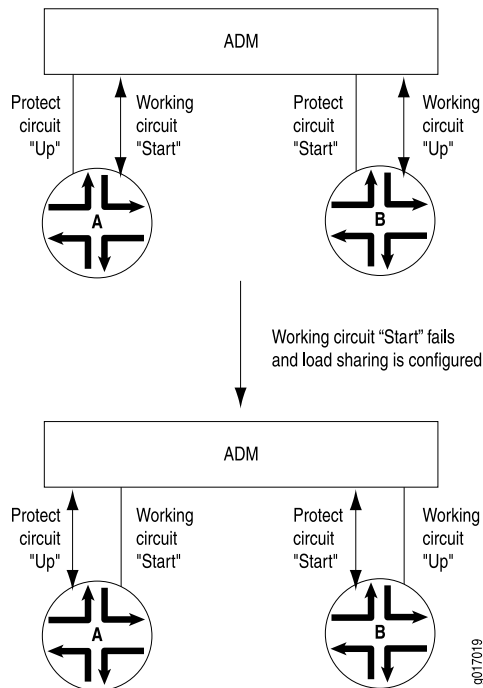 ADM
Protect
circuit
"Up"
Working
circuit
"Start"
Protect
circuit
"Start"
Working
circuit
"Up"
A
B
Working circuit “Start” fails
and load sharing is configured
ADM
Protect
circuit
"Up"
Working
circuit
"Start"
Protect
circuit
"Start"
Working
circuit
"Up"
A
B
g017019